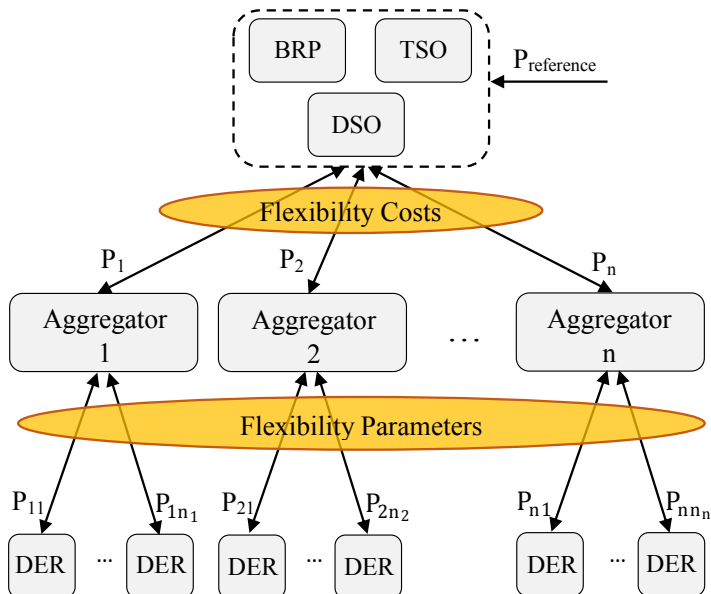 BRP
TSO
P_reference
DSO
Flexibility Costs
P_1
P_2
P_n
Aggregator
1
Aggregator
2
...
Aggregator
n
Flexibility Parameters
P_11
P_1n_1
P_21
P_2n_2
P_n1
P_nn_n
DER ... DER
DER ... DER
DER ... DER